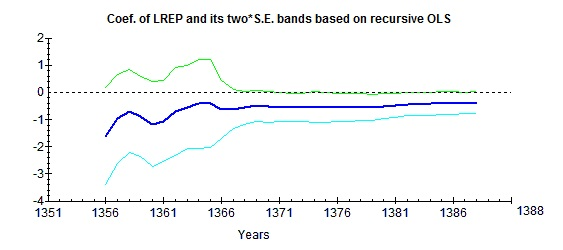 Coef. of LREP and its two*S.E. bands based on recursive OLS
2
1
0
-1
-2
-3
-4
1351 1356 1361 1366 1371 1376 1381 1386 1388
Years